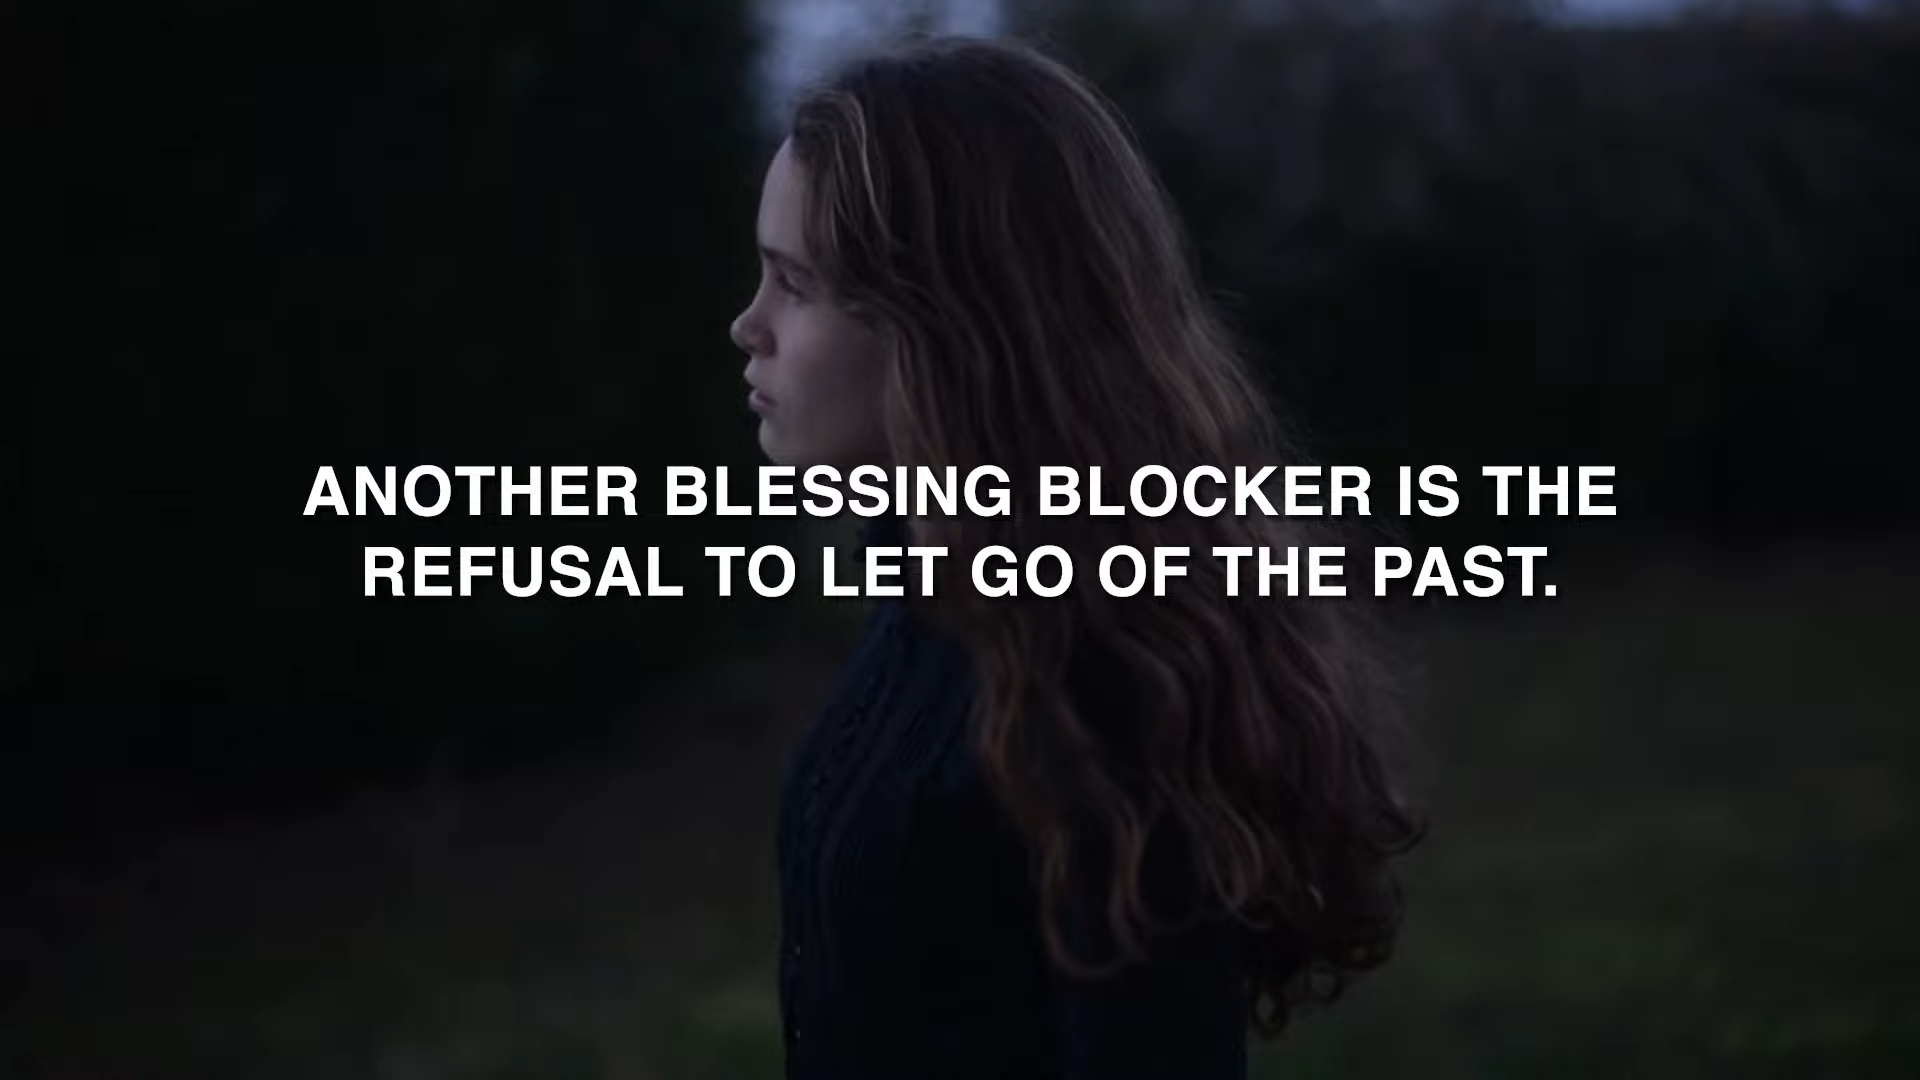 ANOTHER BLESSING BLOCKER IS THE
REFUSAL TO LET GO OF THE PAST.